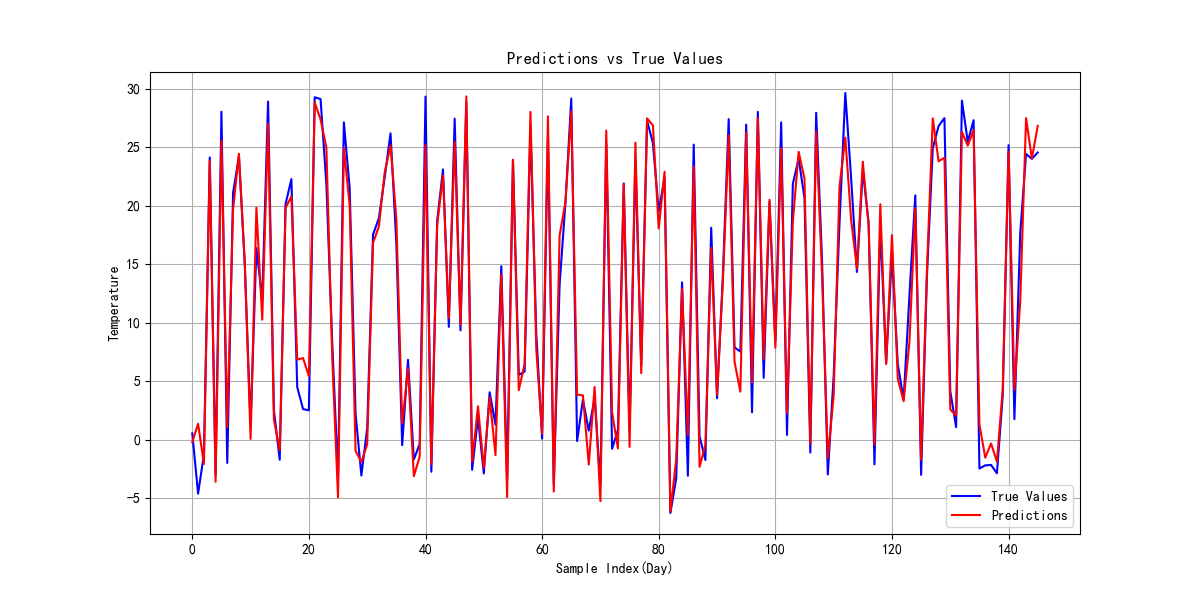 Predictions vs True Values
Temperature
30
25
20
15
10
5
0
−5
0 20 40 60 80 100 120 140
Sample Index(Day)
True Values
Predictions